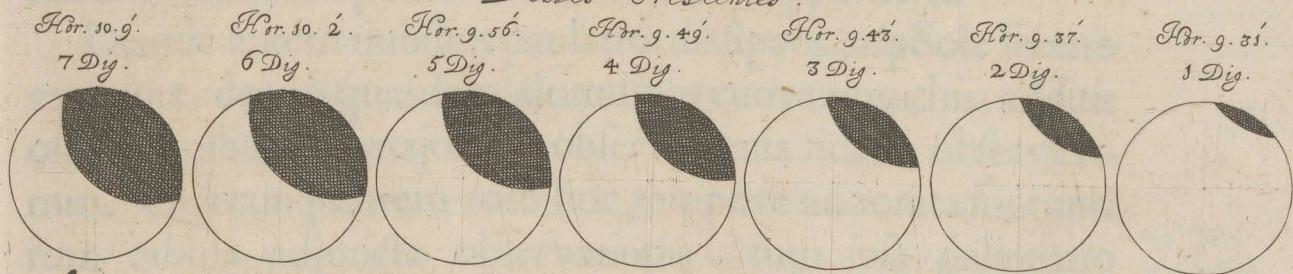 Hor. 10. 9'. Hor. 10. 2'. Hor. 9. 56'. Hor. 9. 49'. Hor. 9. 43'. Hor. 9. 37'. Hor. 9. 31'.
7 Dig. 6 Dig. 5 Dig. 4 Dig. 3 Dig. 2 Dig. 1 Dig.